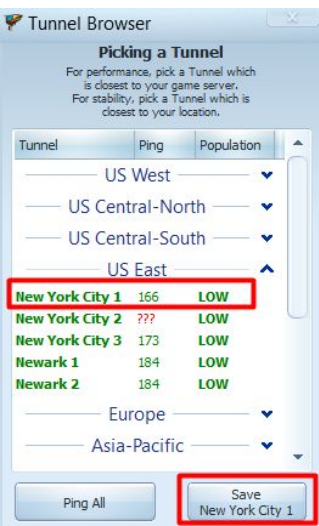 Tunnel Browser
Picking a Tunnel
For performance, pick a Tunnel which
is closest to your game server.
For stability, pick a Tunnel which is
closest to your location.
Tunnel Ping Population
US West
US Central-North
US Central-South
US East
New York City 1 166 LOW
New York City 2 ??? LOW
New York City 3 173 LOW
Newark 1 184 LOW
Newark 2 184 LOW
Europe
Asia-Pacific
Ping All
Save
New York City 1